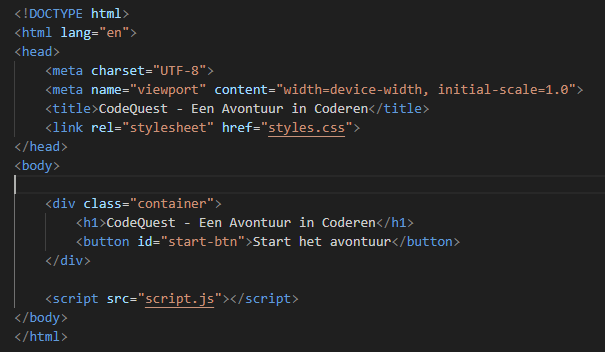 <!DOCTYPE html>
<html lang="en">
<head>
    <meta charset="UTF-8">
    <meta name="viewport" content="width=device-width, initial-scale=1.0">
    <title>CodeQuest - Een Avontuur in Coderen</title>
    <link rel="stylesheet" href="styles.css">
</head>
<body>
    <div class="container">
        <h1>CodeQuest - Een Avontuur in Coderen</h1>
        <button id="start-btn">Start het avontuur</button>
    </div>
    <script src="script.js"></script>
</body>
</html>